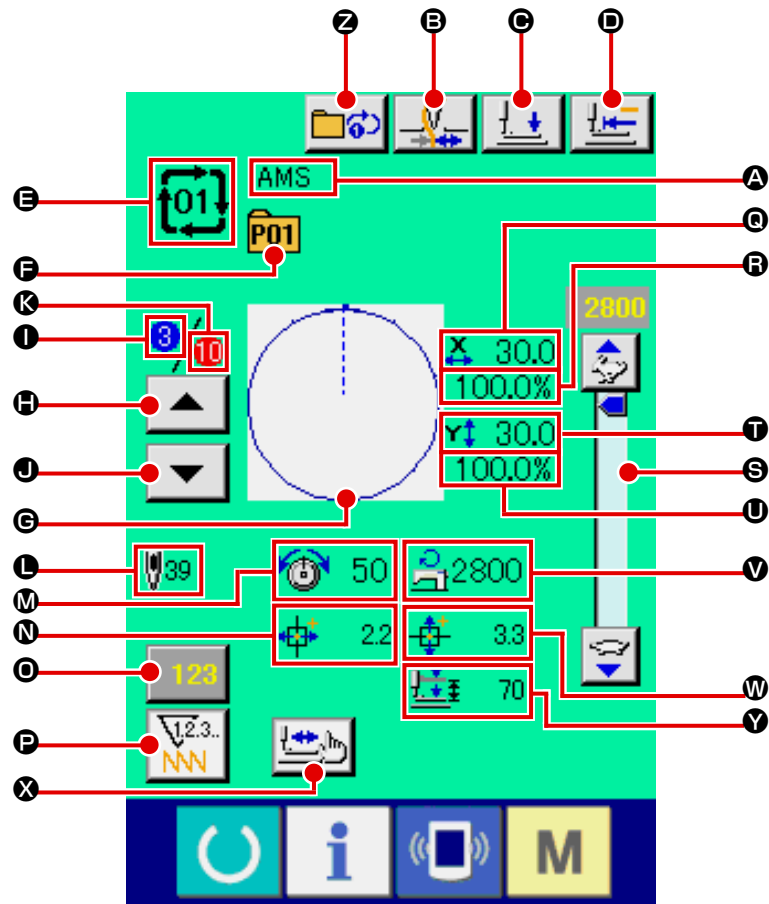 Z B C D
E AMS A
01
P01 Q
F R
K
I 3 / 10 2800
X 30.0
H 100.0%
Y 30.0 T
J 100.0% S
G U
L 39
M 50 2800 V
N 2.2 3.3
O 123 W
70 Y
P 1.2.3..
X
i M